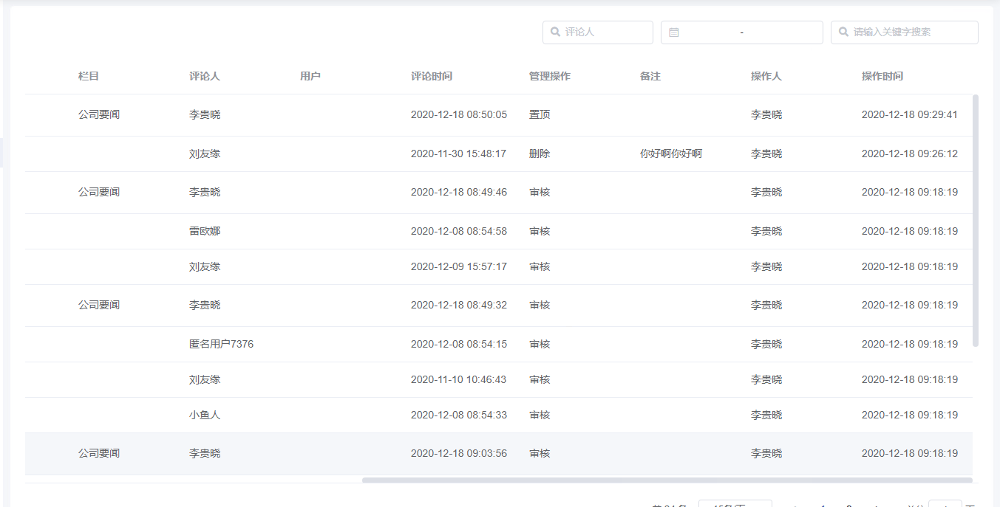 评论人 - 请输入关键字搜索
栏目 评论人 用户 评论时间 管理操作 备注 操作人 操作时间
公司要闻 李贵晓 2020-12-18 08:50:05 置顶 李贵晓 2020-12-18 09:29:41
刘友缘 2020-11-30 15:48:17 删除 你好啊你好啊 李贵晓 2020-12-18 09:26:12
公司要闻 李贵晓 2020-12-18 08:49:46 审核 李贵晓 2020-12-18 09:18:19
雷欧娜 2020-12-08 08:54:58 审核 李贵晓 2020-12-18 09:18:19
刘友缘 2020-12-09 15:57:17 审核 李贵晓 2020-12-18 09:18:19
公司要闻 李贵晓 2020-12-18 08:49:32 审核 李贵晓 2020-12-18 09:18:19
匿名用户7376 2020-12-08 08:54:15 审核 李贵晓 2020-12-18 09:18:19
刘友缘 2020-11-10 10:46:43 审核 李贵晓 2020-12-18 09:18:19
小鱼人 2020-12-08 08:54:33 审核 李贵晓 2020-12-18 09:18:19
公司要闻 李贵晓 2020-12-18 09:03:56 审核 李贵晓 2020-12-18 09:18:19